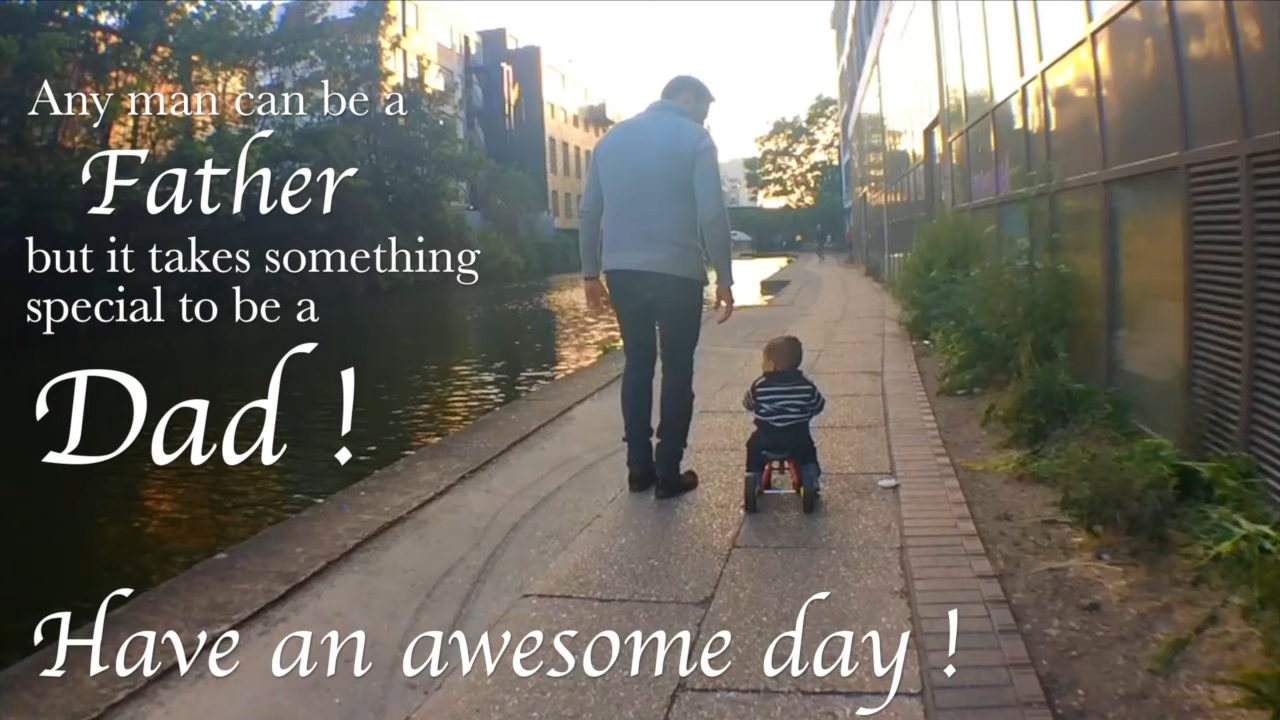 Any man can be a
Father
but it takes something
special to be a
Dad !
Have an awesome day !